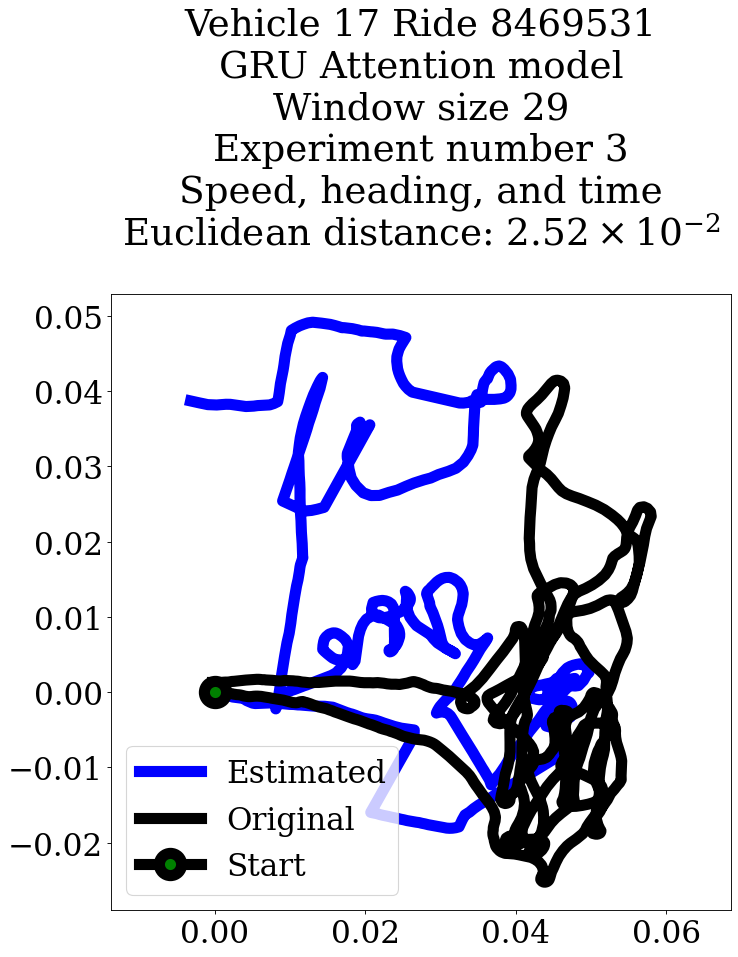 Vehicle 17 Ride 8469531
GRU Attention model
Window size 29
Experiment number 3
Speed, heading, and time
Euclidean distance: 2.52 × 10⁻²
0.05
0.04
0.03
0.02
0.01
0.00
−0.01
−0.02
Estimated
Original
Start
0.00 0.02 0.04 0.06